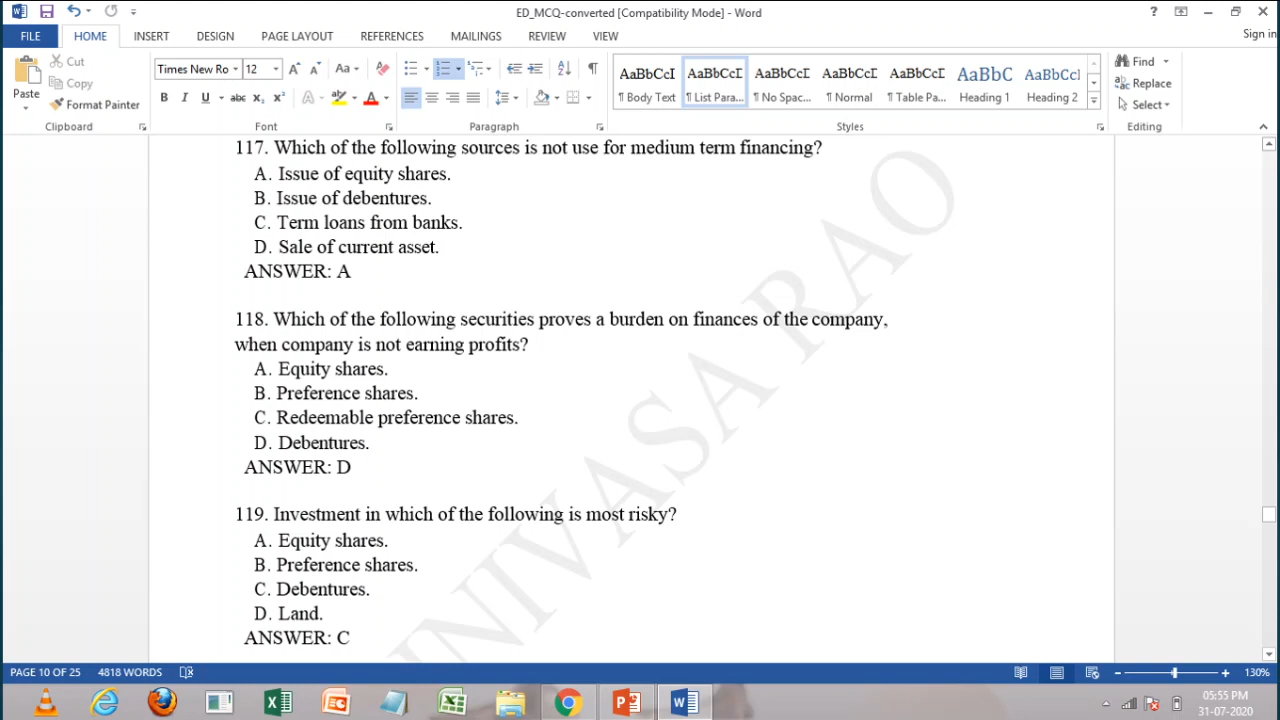 ED_MCQ-converted [Compatibility Mode] - Word
Sign in
FILE HOME INSERT DESIGN PAGE LAYOUT REFERENCES MAILINGS REVIEW VIEW
Paste
Cut
Copy
Format Painter
Clipboard
Times New Ro 12
Font
Paragraph
AaBbCcI AaBbCcI AaBbCcI AaBbCcI AaBbCcI AaBbC AaBbCcI
¶ Body Text ¶ List Para... ¶ No Spac... ¶ Normal ¶ Table Pa... Heading 1 Heading 2
Styles
Find
Replace
Select
Editing
117. Which of the following sources is not use for medium term financing?
A. Issue of equity shares.
B. Issue of debentures.
C. Term loans from banks.
D. Sale of current asset.
ANSWER: A
118. Which of the following securities proves a burden on finances of the company,
when company is not earning profits?
A. Equity shares.
B. Preference shares.
C. Redeemable preference shares.
D. Debentures.
ANSWER: D
119. Investment in which of the following is most risky?
A. Equity shares.
B. Preference shares.
C. Debentures.
D. Land.
ANSWER: C
INIVASA RAO
PAGE 10 OF 25 4818 WORDS
130%
05:55 PM
31-07-2020